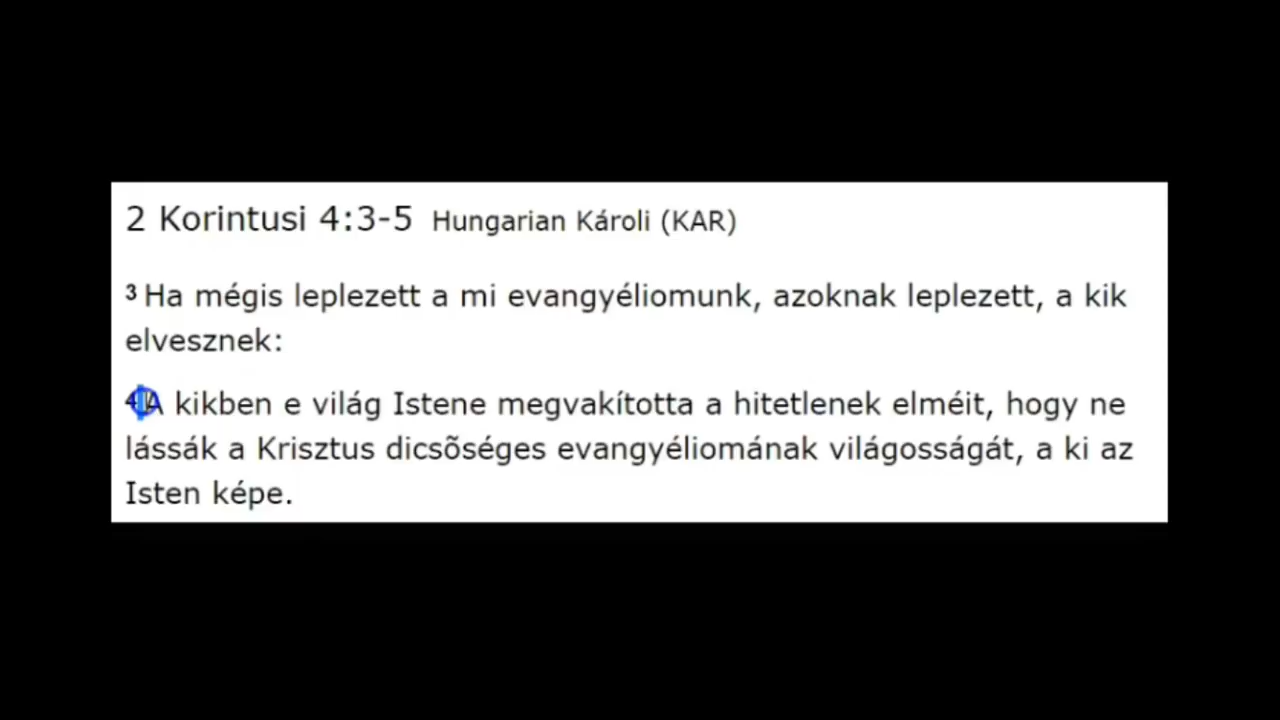 2 Korintusi 4:3-5 Hungarian Károli (KAR)
3 Ha mégis leplezett a mi evangyéliomunk, azoknak leplezett, a kik
elvesznek:
4 A kikben e világ Istene megvakította a hitetlenek elméit, hogy ne
lássák a Krisztus dicsõséges evangyéliomának világosságát, a ki az
Isten képe.